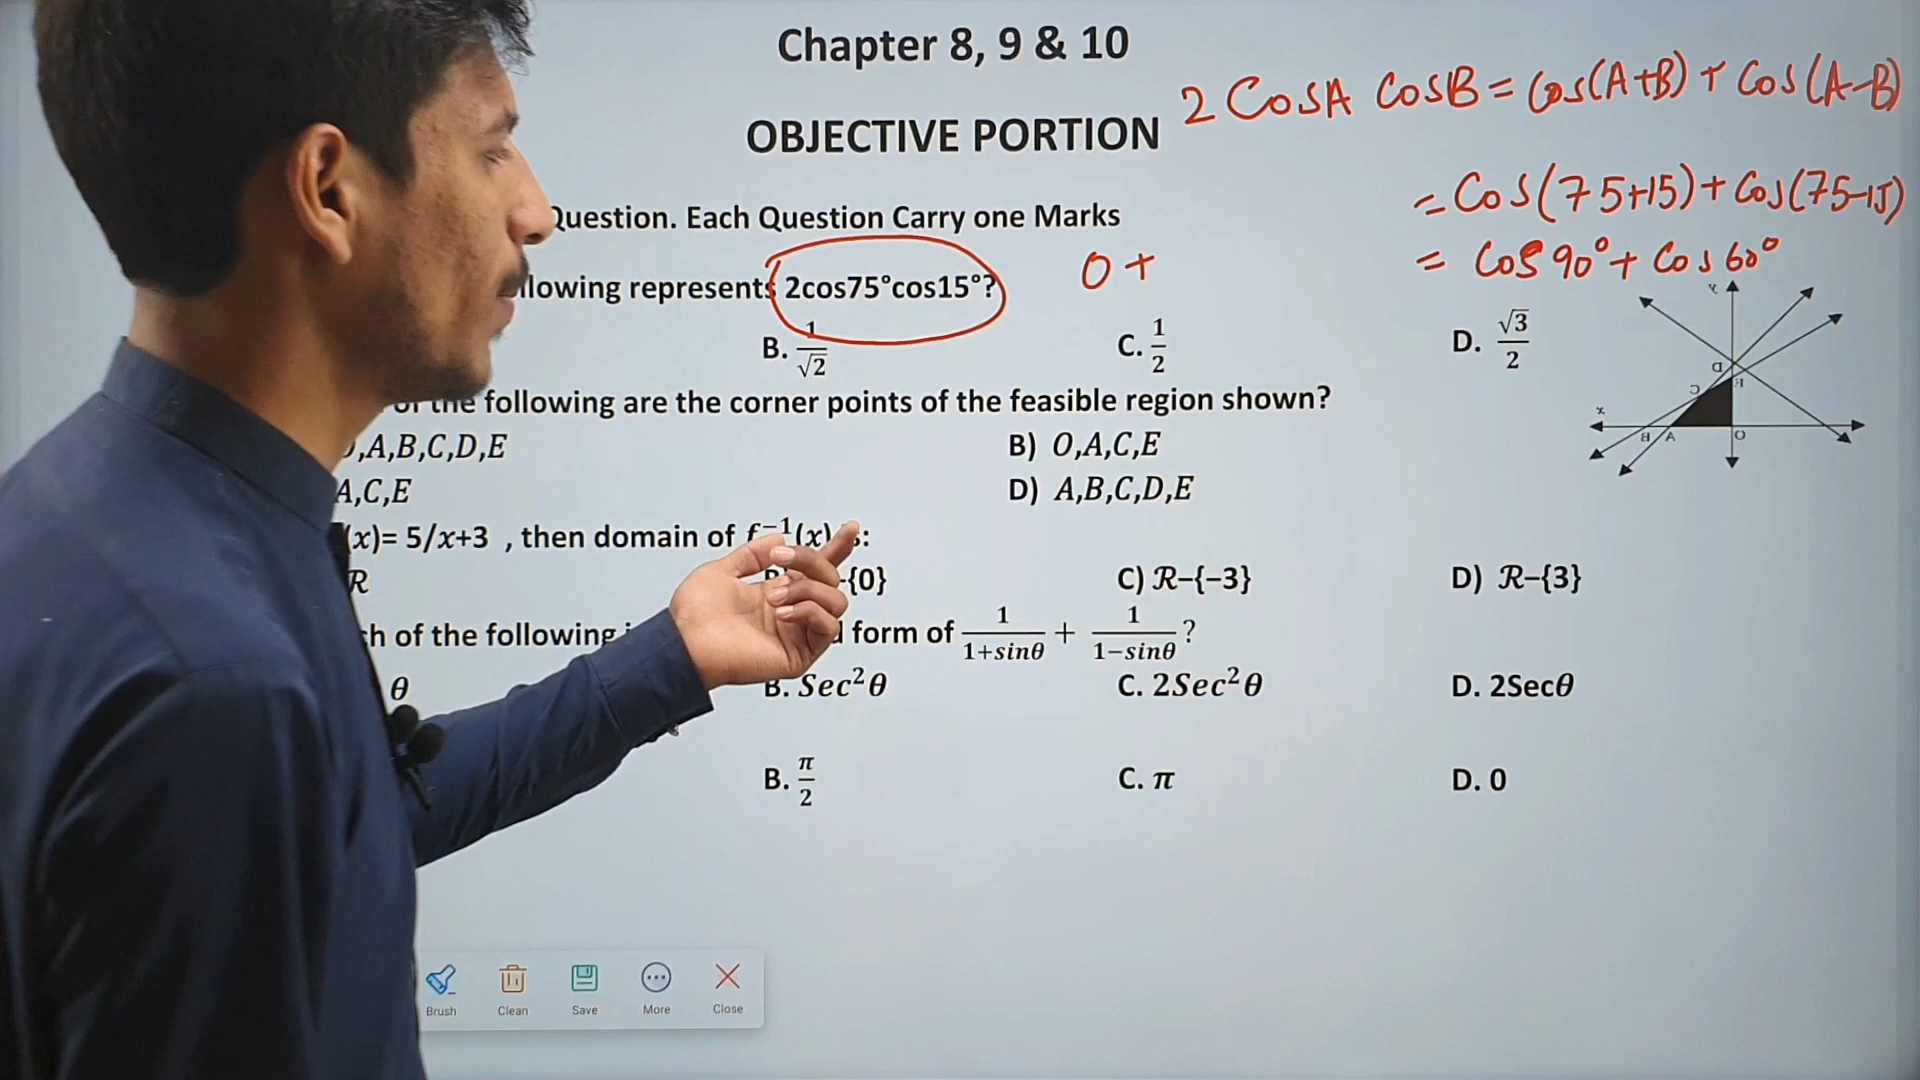 Chapter 8, 9 & 10
2 CosA CosB = Cos(A+B) + Cos(A-B)
OBJECTIVE PORTION
= Cos(75+15) + Cos(75-15)
Question. Each Question Carry one Marks
= Cos 90° + Cos 60°
0 +
llowing represents 2cos75°cos15°?
B. 1/√2 C. 1/2 D. √3/2
of the following are the corner points of the feasible region shown?
Y
D
E
C
X
B A O
,A,B,C,D,E B) O,A,C,E
A,C,E D) A,B,C,D,E
(x)= 5/x+3 , then domain of f⁻¹(x) :
ℛ -{0} C) ℛ-{-3} D) ℛ-{3}
ch of the following form of 1/(1+sinθ) + 1/(1-sinθ) ?
θ B. Sec²θ C. 2Sec²θ D. 2Secθ
B. π/2 C. π D. 0
Brush Clean Save More Close